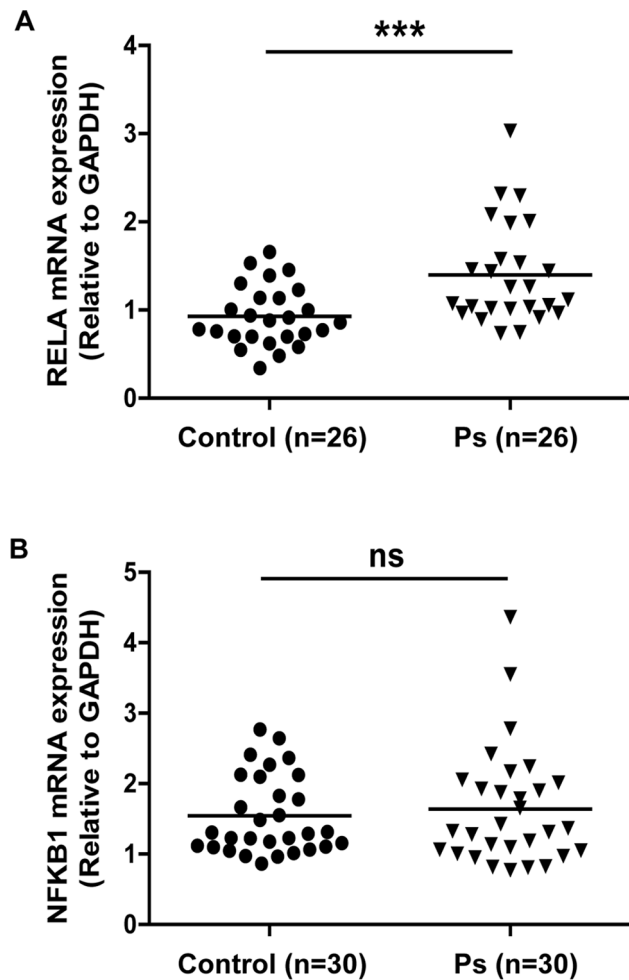 A
RELA mRNA expression
(Relative to GAPDH)
4
3
2
1
0
***
Control (n=26)
Ps (n=26)
B
NFKB1 mRNA expression
(Relative to GAPDH)
5
4
3
2
1
0
ns
Control (n=30)
Ps (n=30)